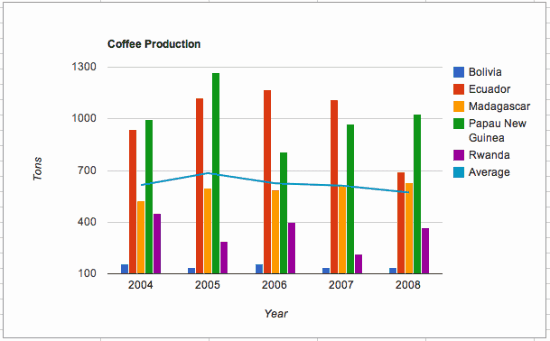 Coffee Production
1300
1000
700
400
100
Tons
2004 2005 2006 2007 2008
Year
Bolivia
Ecuador
Madagascar
Papau New
Guinea
Rwanda
Average